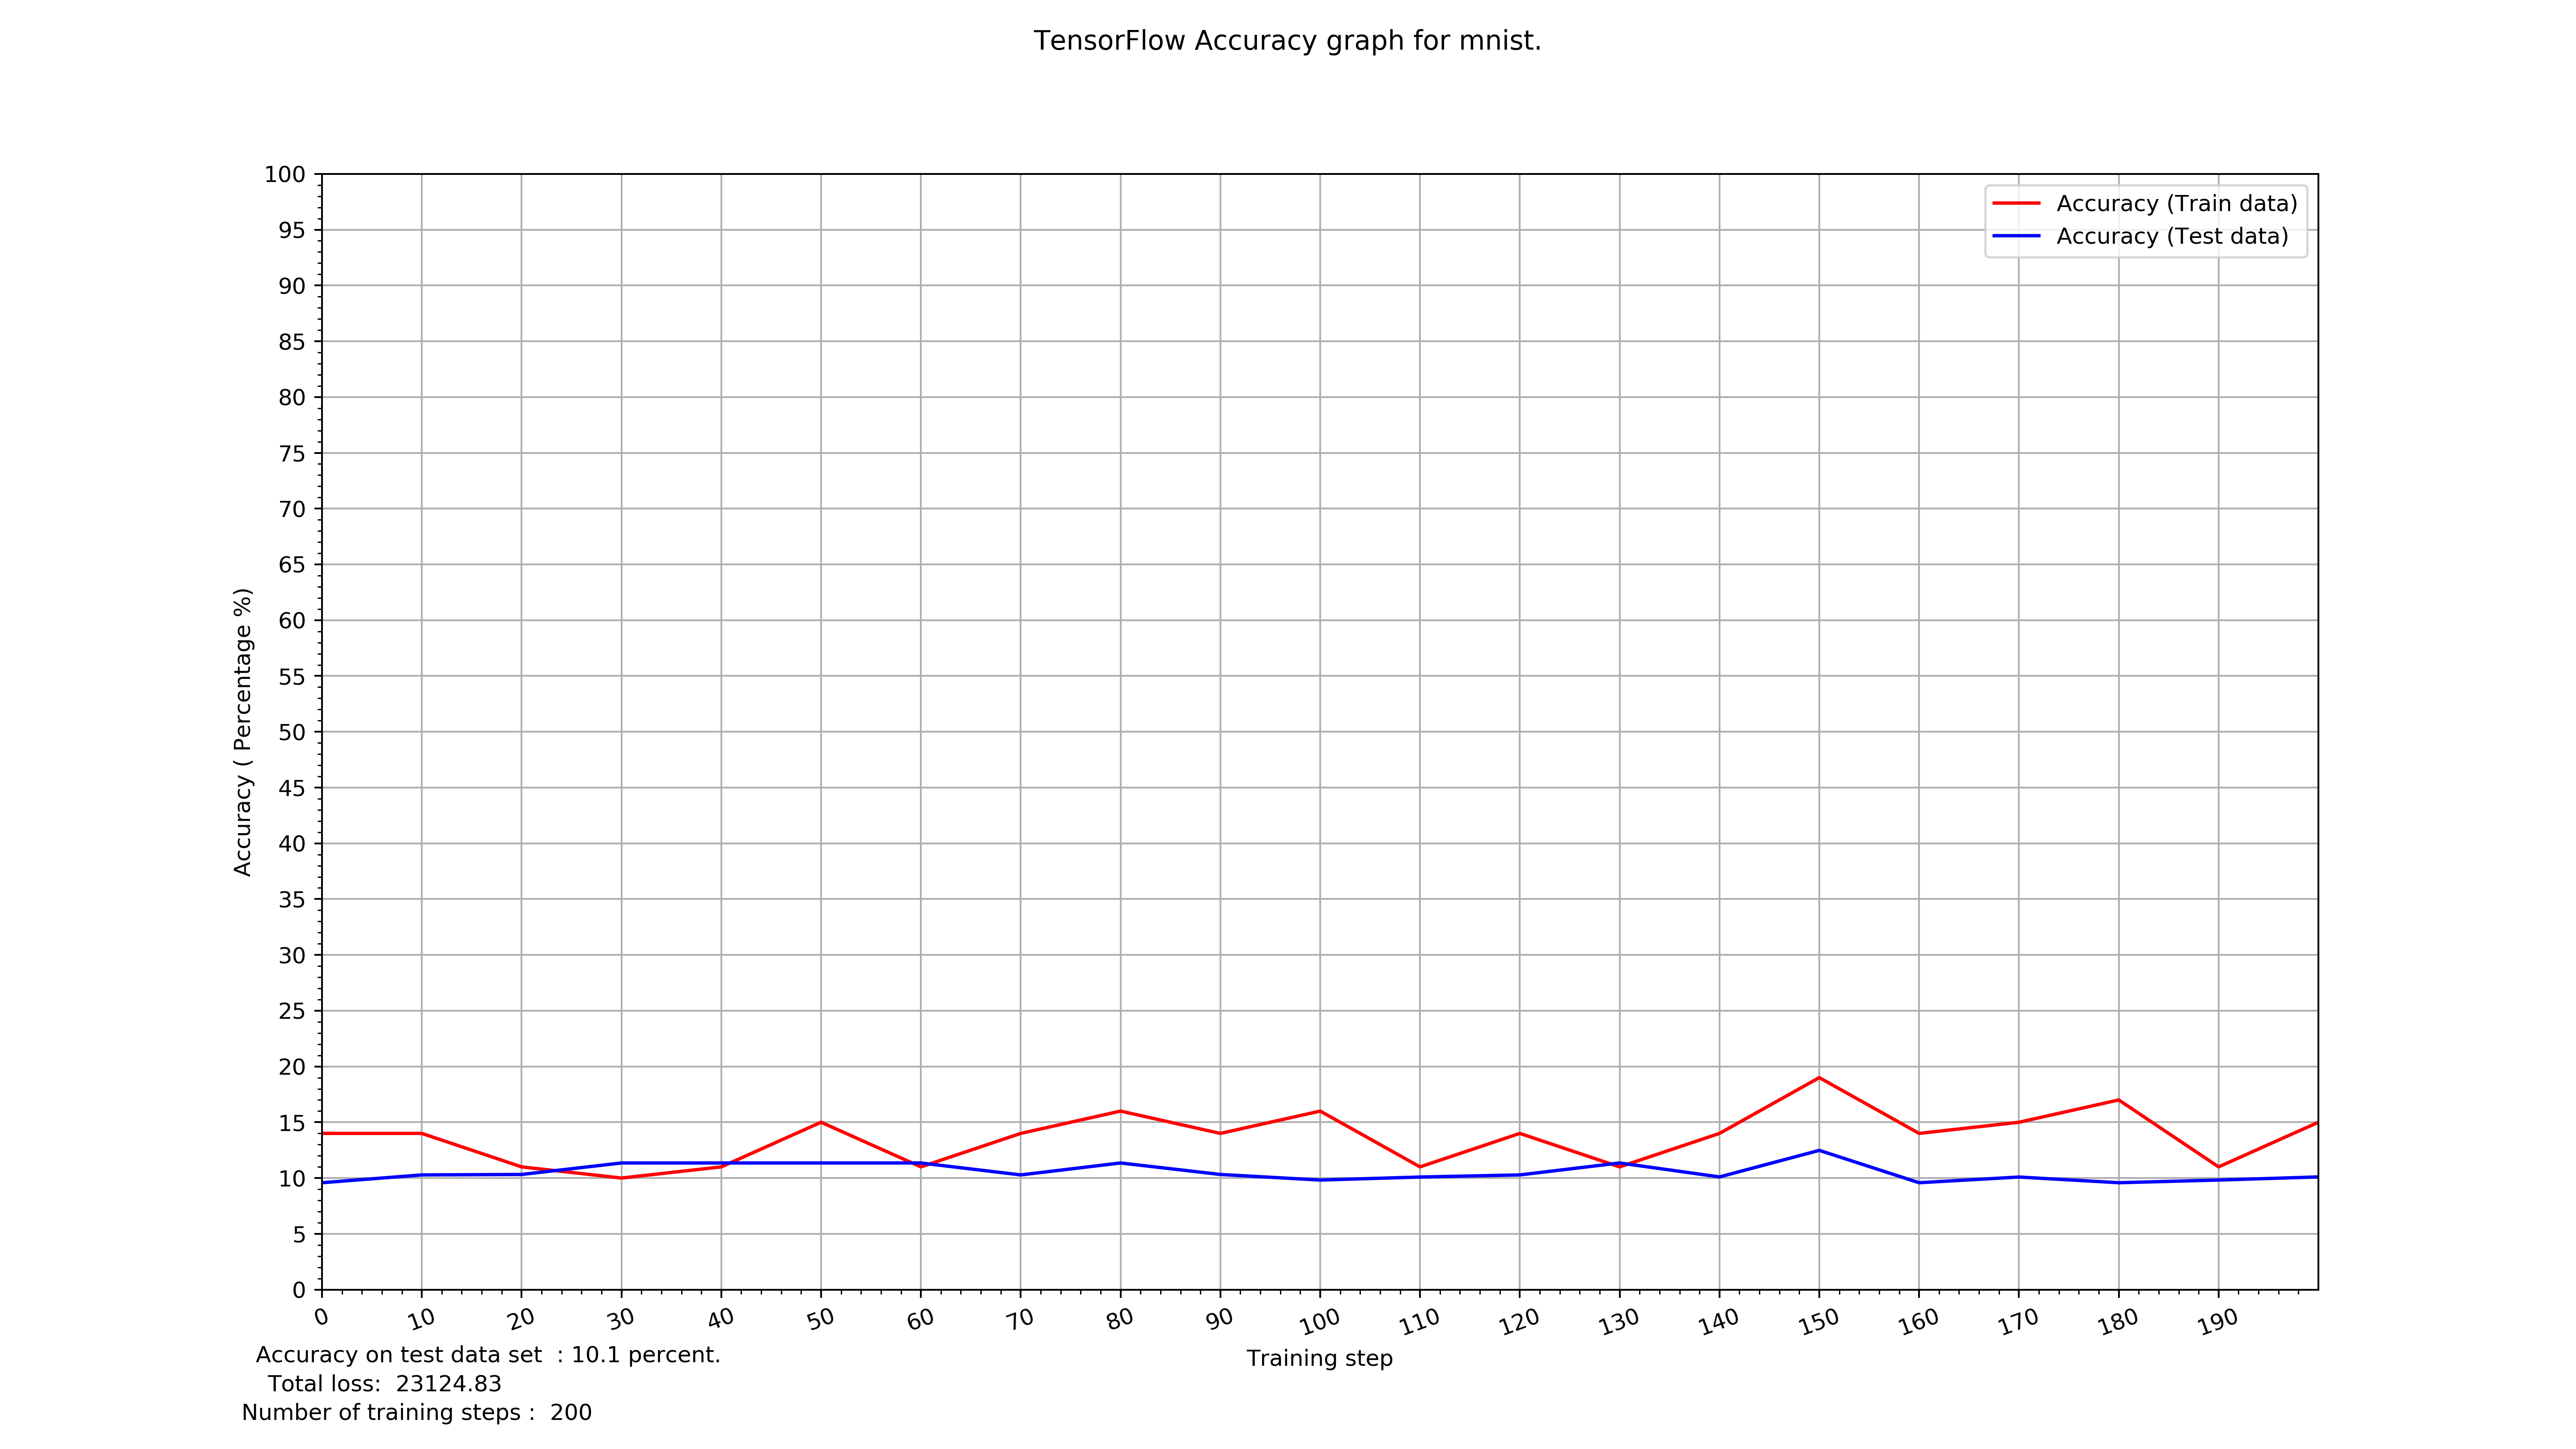 TensorFlow Accuracy graph for mnist.
Accuracy (Train data)
Accuracy (Test data)
100
95
90
85
80
75
70
65
60
55
50
45
40
35
30
25
20
15
10
5
0
Accuracy ( Percentage %)
0 10 20 30 40 50 60 70 80 90 100 110 120 130 140 150 160 170 180 190
Training step
Accuracy on test data set  : 10.1 percent.
Total loss:  23124.83
Number of training steps :  200